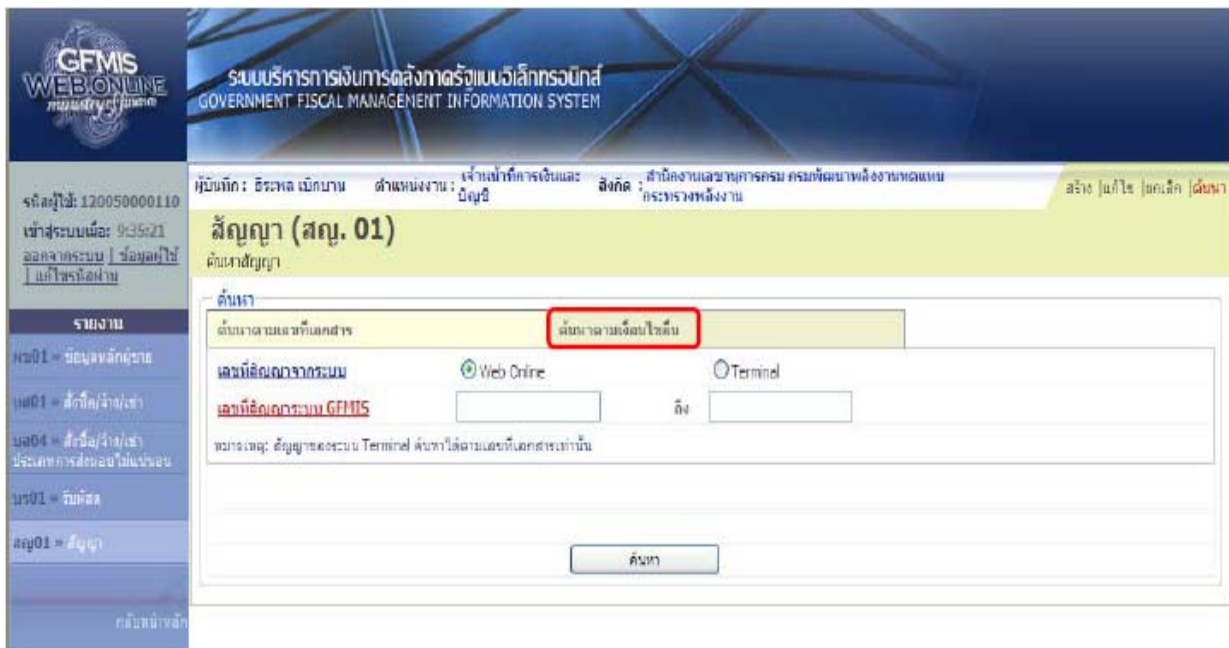 GFMIS
WEB ONLINE
ระบบบริหารการเงินการคลังภาครัฐแบบอิเล็กทรอนิกส์
GOVERNMENT FISCAL MANAGEMENT INFORMATION SYSTEM
รหัสผู้ใช้: 120050000110
เข้าสู่ระบบเมื่อ: 9:35:21
ออกจากระบบ | ข้อมูลผู้ใช้
| แก้ไขรหัสผ่าน
ผู้บันทึก : ธีระพล เบิกบาน ตำแหน่งงาน : เจ้าหน้าที่การเงินและบัญชี สังกัด : สำนักงานเลขานุการกรม กรมพัฒนาพลังงานทดแทน กระทรวงพลังงาน
สร้าง |แก้ไข |ยกเลิก |ค้นหา
สัญญา (สญ. 01)
ค้นหาสัญญา
รายงาน
ผข01 » ข้อมูลหลักผู้ขาย
บส01 » สั่งซื้อ/จ้าง/เช่า
บส04 » สั่งซื้อ/จ้าง/เช่า
ประเภทการส่งมอบไม่แน่นอน
บร01 » รับพัสดุ
สญ01 » สัญญา
กลับหน้าหลัก
ค้นหา
ค้นหาตามเลขที่เอกสาร ค้นหาตามเงื่อนไขอื่น
เลขที่สัญญาจากระบบ Web Online Terminal
เลขที่สัญญาระบบ GFMIS ถึง
หมายเหตุ: สัญญาของระบบ Terminal ค้นหาได้ตามเลขที่เอกสารเท่านั้น
ค้นหา